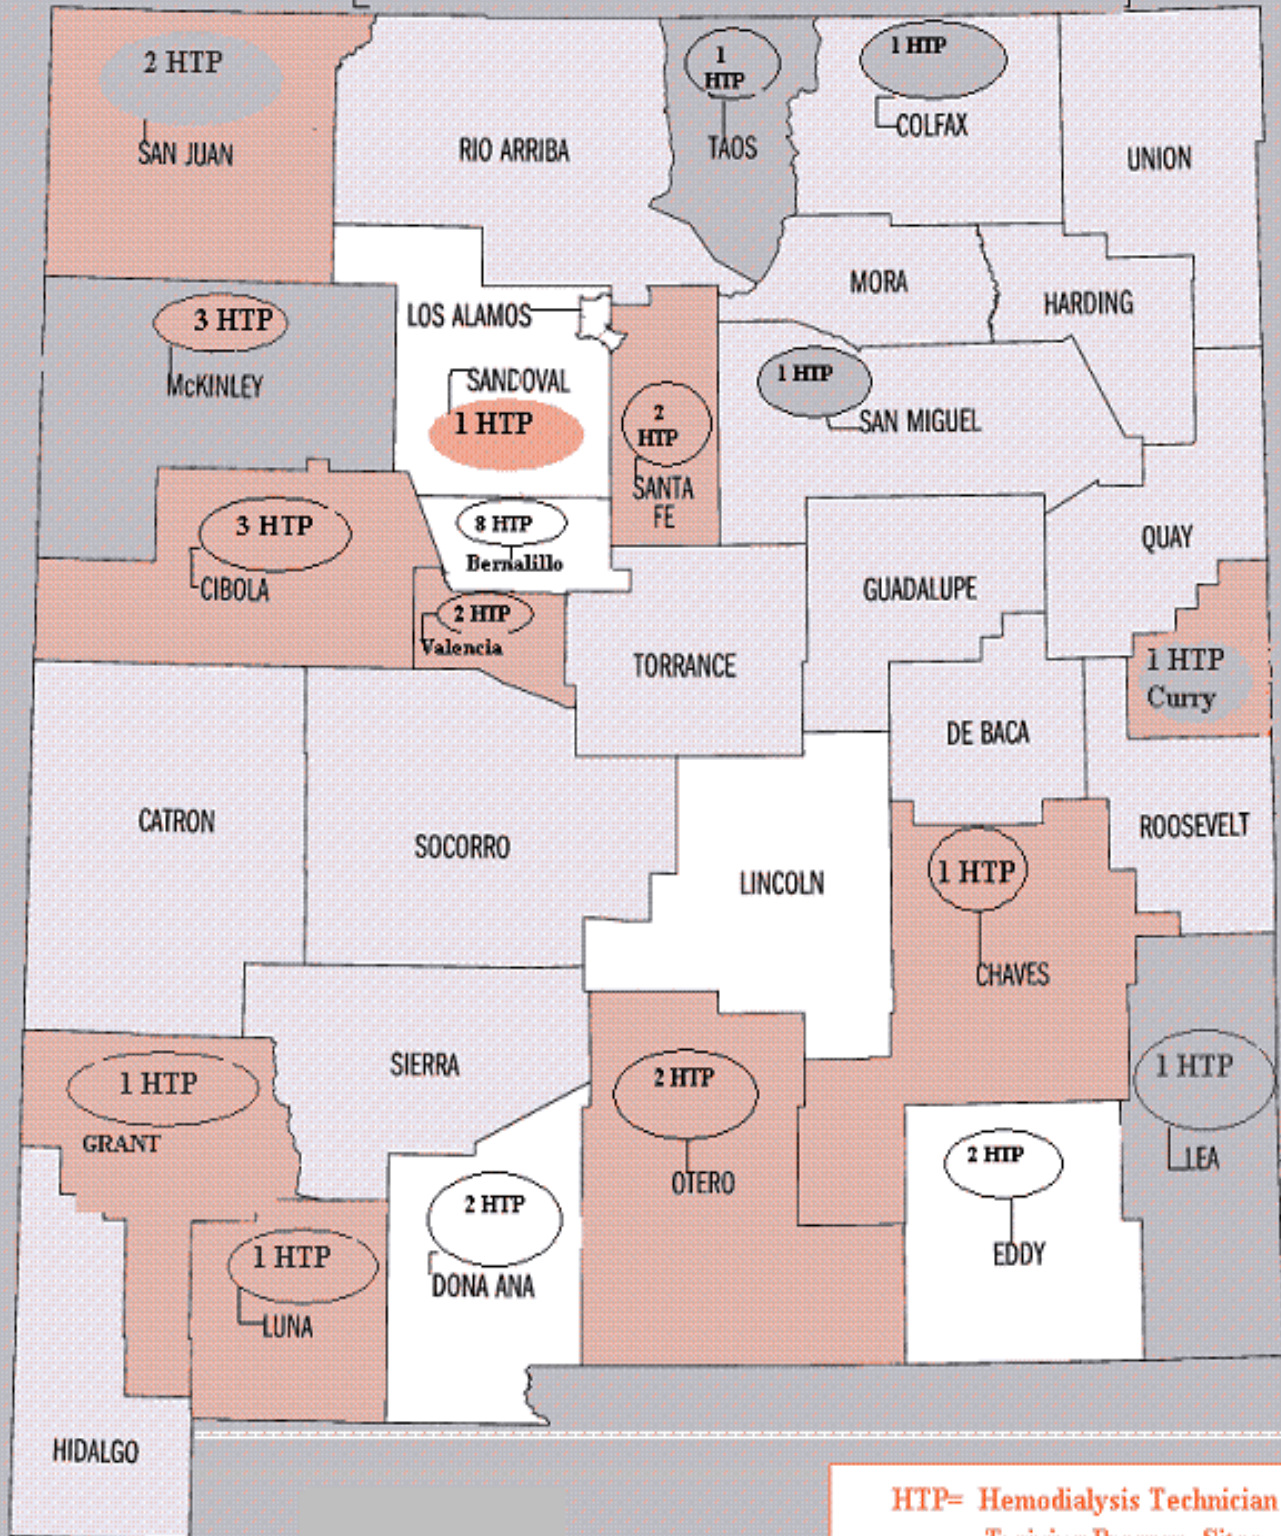 2 HTP
SAN JUAN
RIO ARRIBA
1
HTP
TAOS
1 HTP
COLFAX
UNION
3 HTP
McKINLEY
LOS ALAMOS
SANDOVAL
1 HTP
2
HTP
SANTA
FE
MORA
HARDING
1 HTP
SAN MIGUEL
3 HTP
CIBOLA
8 HTP
Bernalillo
2 HTP
Valencia
TORRANCE
GUADALUPE
QUAY
1 HTP
Curry
DE BACA
ROOSEVELT
CATRON
SOCORRO
LINCOLN
1 HTP
CHAVES
SIERRA
1 HTP
GRANT
2 HTP
OTERO
1 HTP
LEA
2 HTP
EDDY
2 HTP
DONA ANA
1 HTP
LUNA
HIDALGO
HTP= Hemodialysis Technician